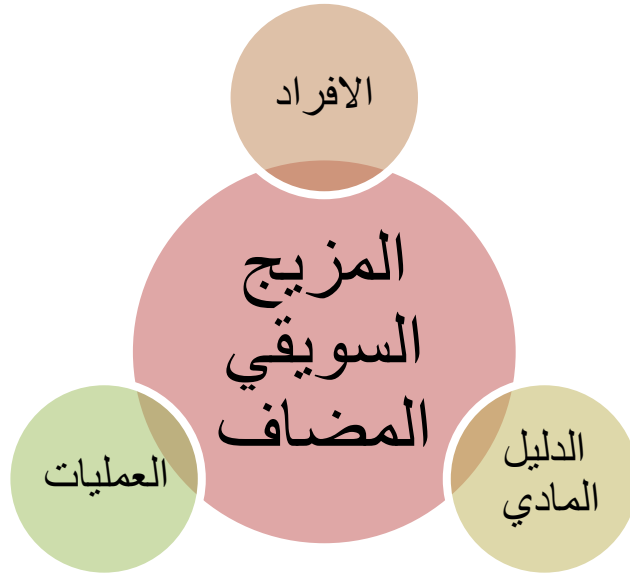 الافراد
المزيج
السويقي
المضاف
الدليل
المادي
العمليات